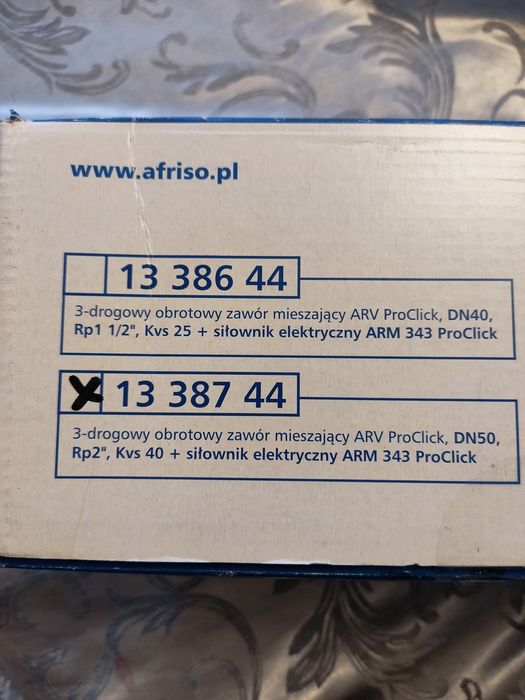 www.afriso.pl
13 386 44
3-drogowy obrotowy zawór mieszający ARV ProClick, DN40,
Rp1 1/2", Kvs 25 + siłownik elektryczny ARM 343 ProClick
13 387 44
3-drogowy obrotowy zawór mieszający ARV ProClick, DN50,
Rp2", Kvs 40 + siłownik elektryczny ARM 343 ProClick